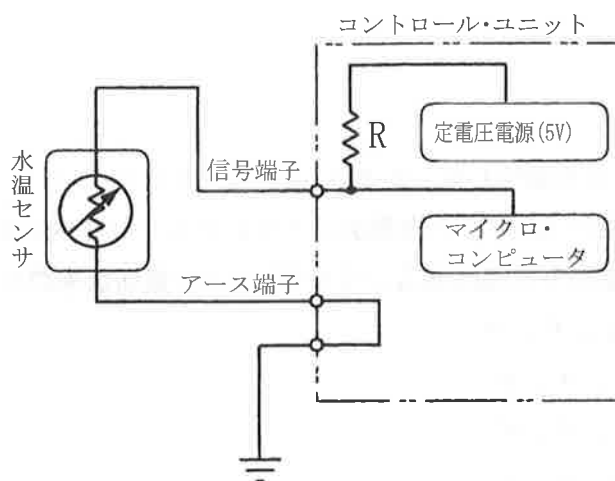 コントロール・ユニット
定電圧電源(5V)
R
水温センサ
信号端子
マイクロ・
コンピュータ
アース端子